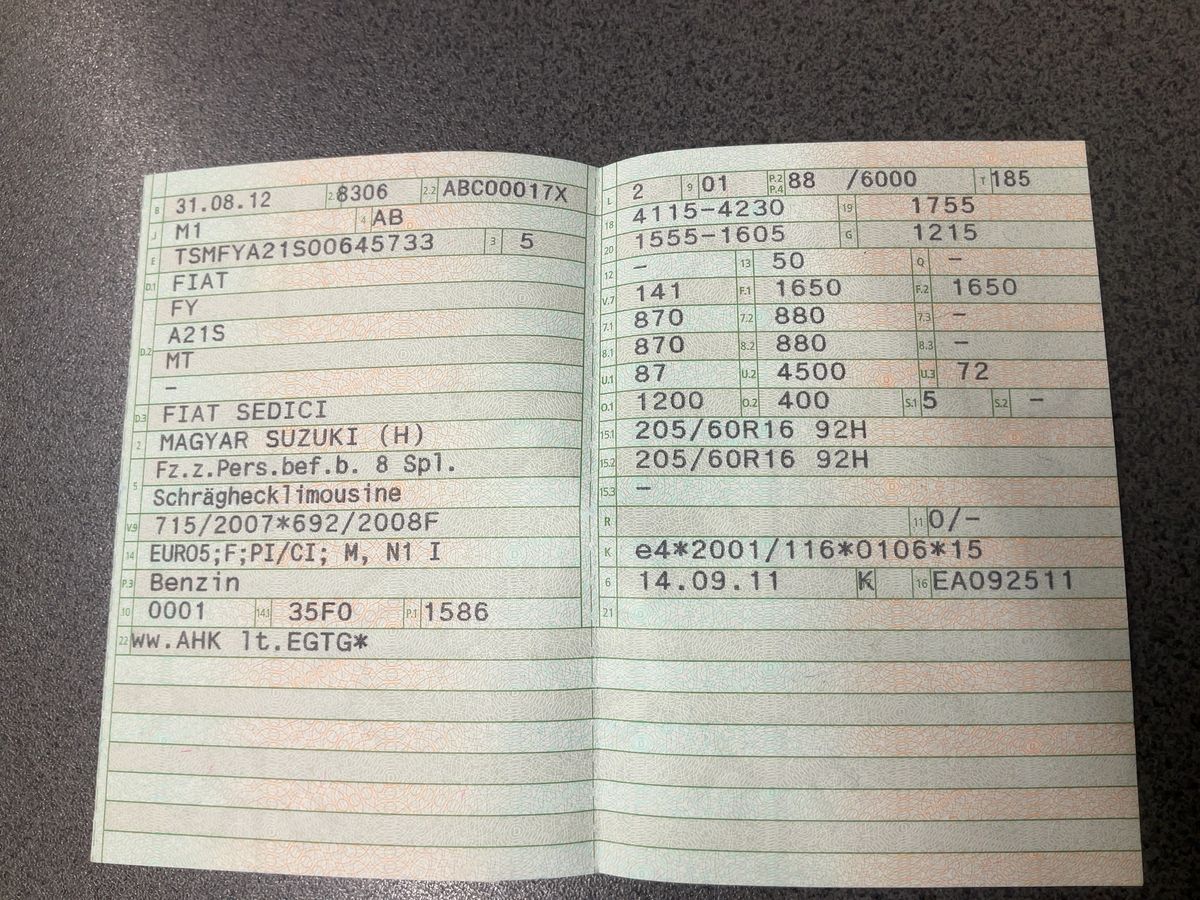 B 31.08.12 2.1 8306 2.2 ABC00017X
J M1 4 AB
E TSMFYA21S00645733 3 5
D.1 FIAT
FY
A21S
D.2 MT
–
D.3 FIAT SEDICI
2 MAGYAR SUZUKI (H)
Fz.z.Pers.bef.b. 8 Spl.
5 Schräghecklimousine
V.9 715/2007*692/2008F
14 EURO5;F;PI/CI; M, N1 I
P.3 Benzin
10 0001 14.1 35F0 P.1 1586
22 ww.AHK lt.EGTG*
L 2 9 01 P.2 P.4 88 /6000 T 185
18 4115-4230 19 1755
20 1555-1605 G 1215
12 – 13 50 Q –
V.7 141 F.1 1650 F.2 1650
7.1 870 7.2 880 7.3 –
8.1 870 8.2 880 8.3 –
U.1 87 U.2 4500 U.3 72
O.1 1200 O.2 400 S.1 5 S.2 –
15.1 205/60R16 92H
15.2 205/60R16 92H
15.3 –
R 11 0/-
K e4*2001/116*0106*15
6 14.09.11 K 16 EA092511
21